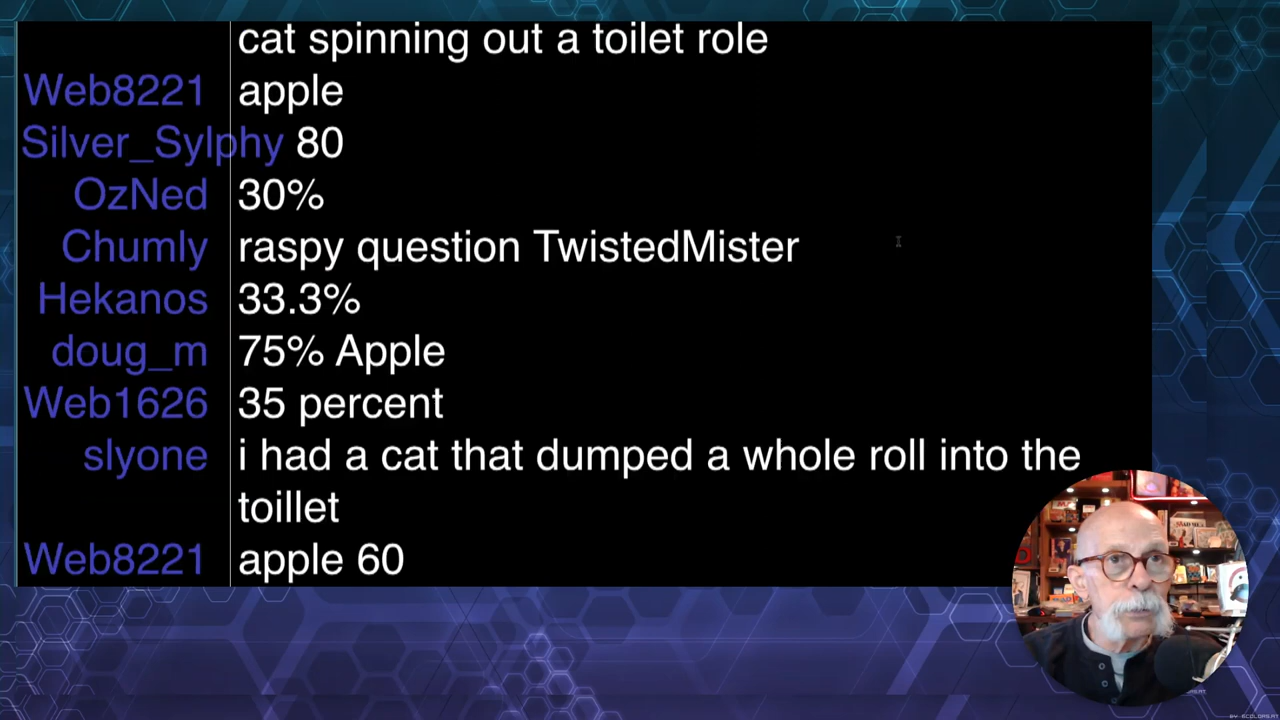 cat spinning out a toilet role
Web8221 apple
Silver_Sylphy 80
OzNed 30%
Chumly raspy question TwistedMister
Hekanos 33.3%
doug_m 75% Apple
Web1626 35 percent
slyone i had a cat that dumped a whole roll into the
toillet
Web8221 apple 60